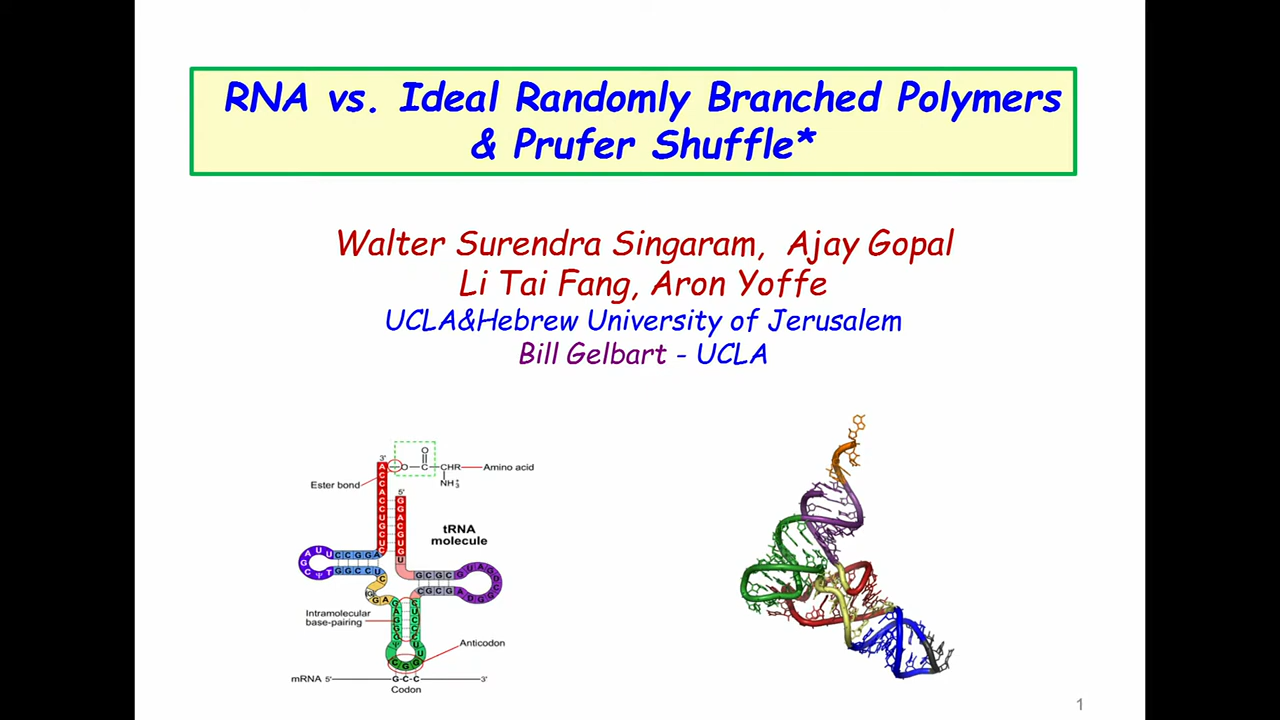 RNA vs. Ideal Randomly Branched Polymers
& Prufer Shuffle*
Walter Surendra Singaram, Ajay Gopal
Li Tai Fang, Aron Yoffe
UCLA&Hebrew University of Jerusalem
Bill Gelbart - UCLA
3'
O
O C CHR Amino acid
NH3+
Ester bond
5'
tRNA
molecule
Intramolecular
base-pairing
Anticodon
mRNA 5' G-C-C 3'
Codon
1